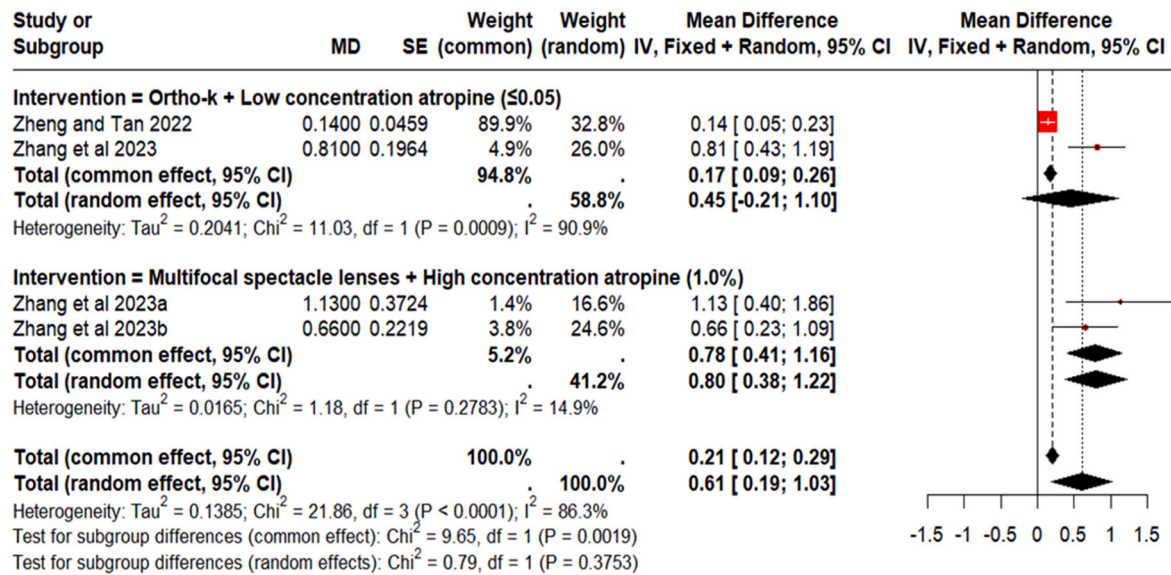 Study or Weight Weight Mean Difference Mean Difference
Subgroup MD SE (common) (random) IV, Fixed + Random, 95% CI IV, Fixed + Random, 95% CI
Intervention = Ortho-k + Low concentration atropine (≤0.05)
Zheng and Tan 2022 0.1400 0.0459 89.9% 32.8% 0.14 [ 0.05; 0.23]
Zhang et al 2023 0.8100 0.1964 4.9% 26.0% 0.81 [ 0.43; 1.19]
Total (common effect, 95% CI) 94.8% . 0.17 [ 0.09; 0.26]
Total (random effect, 95% CI) . 58.8% 0.45 [-0.21; 1.10]
Heterogeneity: Tau² = 0.2041; Chi² = 11.03, df = 1 (P = 0.0009); I² = 90.9%
Intervention = Multifocal spectacle lenses + High concentration atropine (1.0%)
Zhang et al 2023a 1.1300 0.3724 1.4% 16.6% 1.13 [ 0.40; 1.86]
Zhang et al 2023b 0.6600 0.2219 3.8% 24.6% 0.66 [ 0.23; 1.09]
Total (common effect, 95% CI) 5.2% . 0.78 [ 0.41; 1.16]
Total (random effect, 95% CI) . 41.2% 0.80 [ 0.38; 1.22]
Heterogeneity: Tau² = 0.0165; Chi² = 1.18, df = 1 (P = 0.2783); I² = 14.9%
Total (common effect, 95% CI) 100.0% . 0.21 [ 0.12; 0.29]
Total (random effect, 95% CI) . 100.0% 0.61 [ 0.19; 1.03]
Heterogeneity: Tau² = 0.1385; Chi² = 21.86, df = 3 (P < 0.0001); I² = 86.3%
Test for subgroup differences (common effect): Chi² = 9.65, df = 1 (P = 0.0019)
Test for subgroup differences (random effects): Chi² = 0.79, df = 1 (P = 0.3753)
-1.5 -1 -0.5 0 0.5 1 1.5